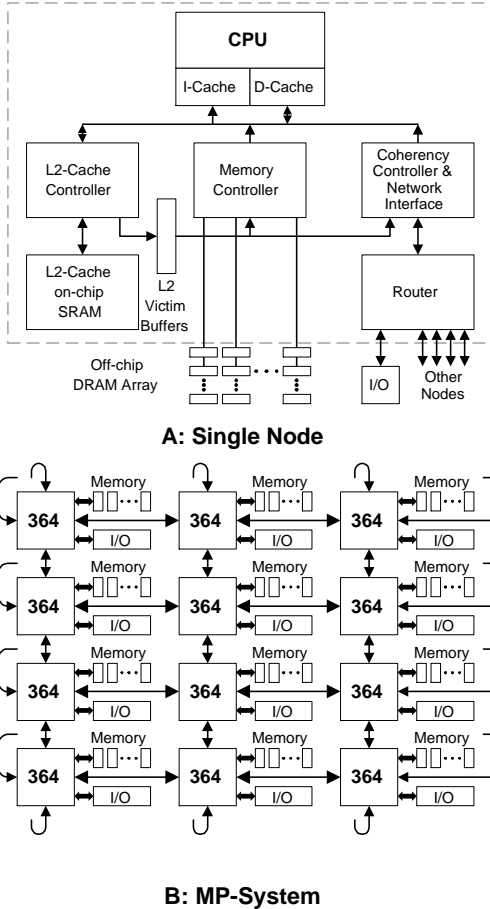 CPU
I-Cache
D-Cache
L2-Cache
Controller
Memory
Controller
Coherency
Controller &
Network
Interface
L2-Cache
on-chip
SRAM
L2
Victim
Buffers
Router
Off-chip
DRAM Array
I/O
Other
Nodes
A: Single Node
Memory
Memory
Memory
364
364
364
I/O
I/O
I/O
Memory
Memory
Memory
364
364
364
I/O
I/O
I/O
Memory
Memory
Memory
364
364
364
I/O
I/O
I/O
Memory
Memory
Memory
364
364
364
I/O
I/O
I/O
B: MP-System